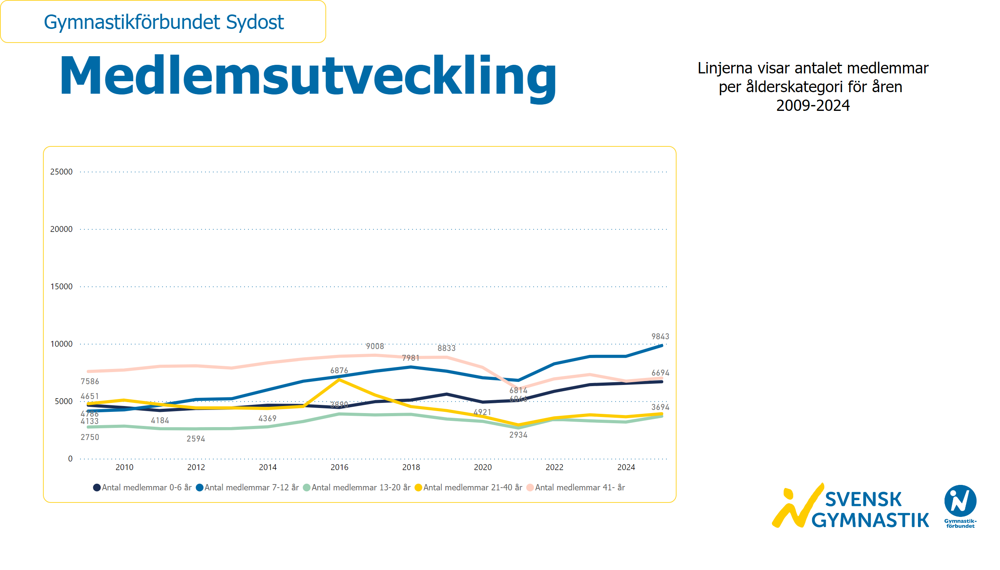 Gymnastikförbundet Sydost
Medlemsutveckling
Linjerna visar antalet medlemmar
per ålderskategori för åren
2009-2024
25000
20000
15000
10000
5000
0
9843
9008
8833
7981
6876
6694
7586
4651
6814
6066
3890
4786
4133
4184
4369
4921
3694
2750
2594
2934
2010 2012 2014 2016 2018 2020 2022 2024
Antal medlemmar 0-6 år Antal medlemmar 7-12 år Antal medlemmar 13-20 år Antal medlemmar 21-40 år Antal medlemmar 41- år
SVENSK
GYMNASTIK
Gymnastik-
förbundet